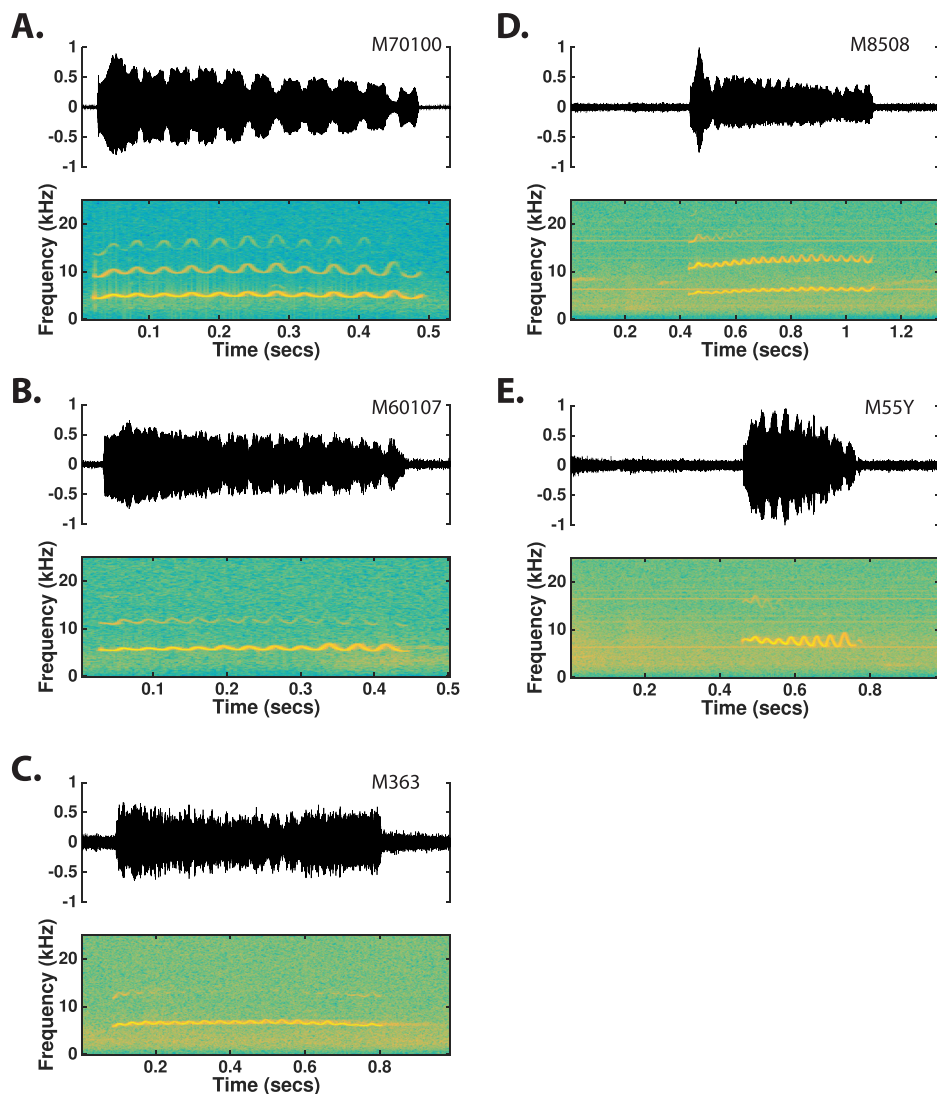 A.
M70100
1
0.5
0
-0.5
-1
Frequency (kHz)
20
10
0
0.1 0.2 0.3 0.4 0.5
Time (secs)
B.
M60107
1
0.5
0
-0.5
-1
Frequency (kHz)
20
10
0
0.1 0.2 0.3 0.4 0.5
Time (secs)
C.
M363
1
0.5
0
-0.5
-1
Frequency (kHz)
20
10
0
0.2 0.4 0.6 0.8
Time (secs)
D.
M8508
1
0.5
0
-0.5
-1
Frequency (kHz)
20
10
0
0.2 0.4 0.6 0.8 1 1.2
Time (secs)
E.
M55Y
1
0.5
0
-0.5
-1
Frequency (kHz)
20
10
0
0.2 0.4 0.6 0.8
Time (secs)